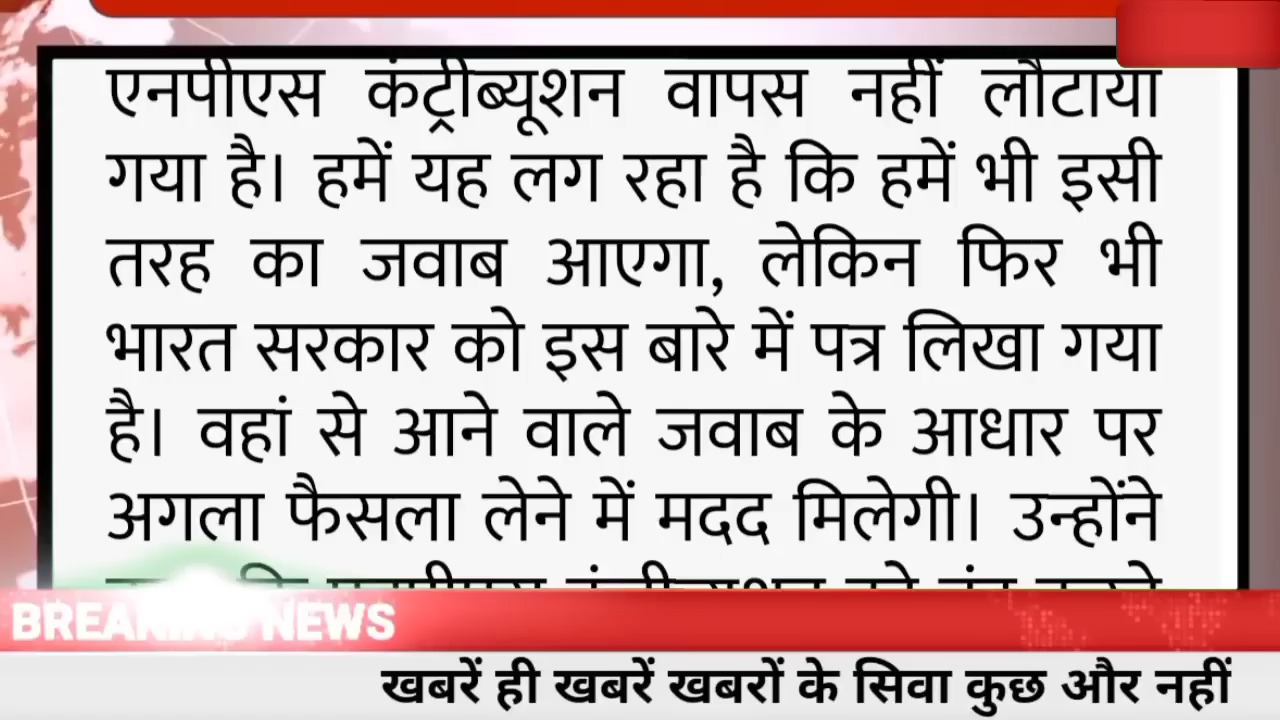 एनपीएस कंट्रीब्यूशन वापस नहीं लौटाया
गया है। हमें यह लग रहा है कि हमें भी इसी
तरह का जवाब आएगा, लेकिन फिर भी
भारत सरकार को इस बारे में पत्र लिखा गया
है। वहां से आने वाले जवाब के आधार पर
अगला फैसला लेने में मदद मिलेगी। उन्होंने
BREAKING NEWS
खबरें ही खबरें खबरों के सिवा कुछ और नहीं